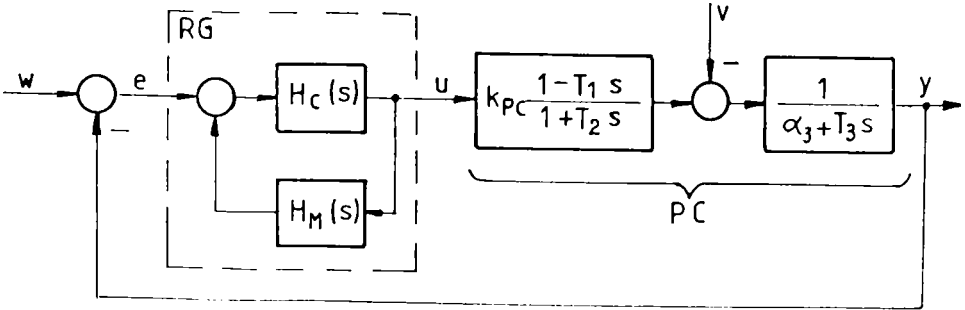 RG
w
e
H_C(s)
H_M(s)
u
k_PC (1-T_1 s)/(1+T_2 s)
v
1/(α_3+T_3 s)
y
PC